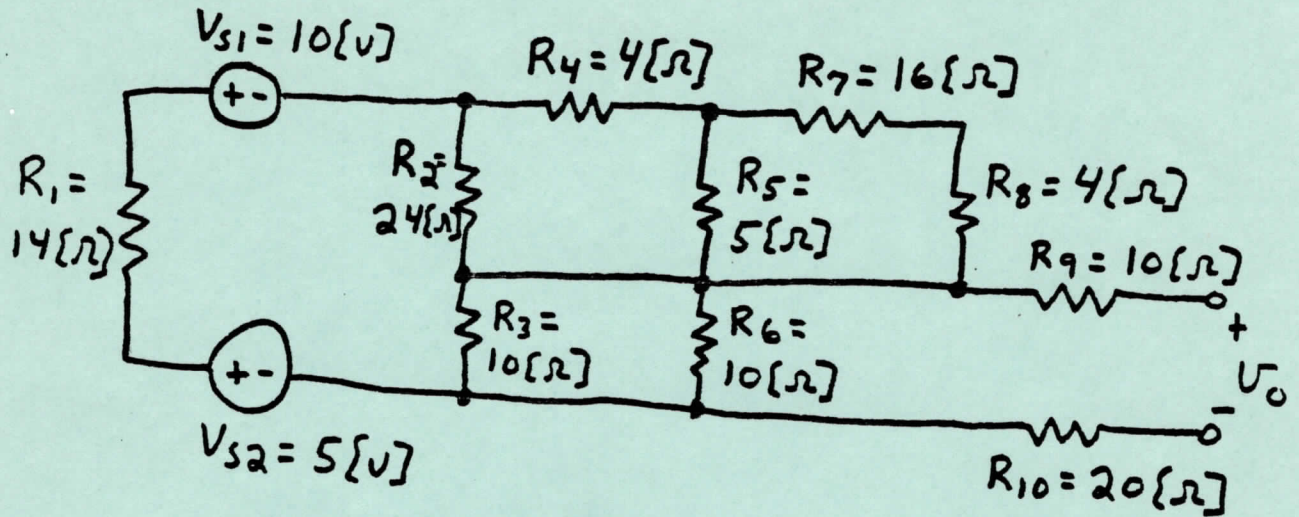 Vs1 = 10[v]
+ -
R4 = 4[Ω]
R7 = 16[Ω]
R1 =
14[Ω]
R2 =
24[Ω]
R5 =
5[Ω]
R8 = 4[Ω]
R9 = 10[Ω]
R3 =
10[Ω]
R6 =
10[Ω]
+
vo
-
+ -
Vs2 = 5[v]
R10 = 20[Ω]